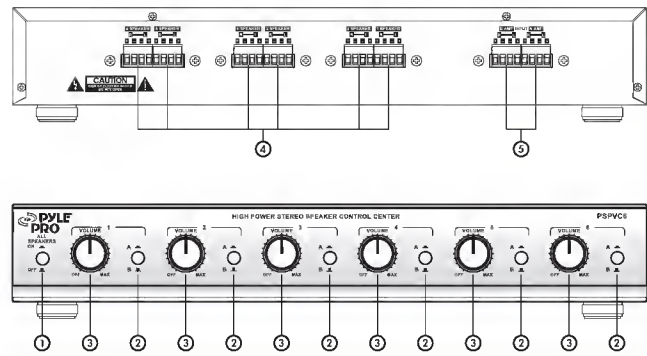 CAUTION
4
5
PYLE
PRO
HIGH POWER STEREO SPEAKER CONTROL CENTER
PSPVC6
ALL
SPEAKERS
ON
OFF
VOLUME 1 A B OFF MAX
VOLUME 2 A B OFF MAX
VOLUME 3 A B OFF MAX
VOLUME 4 A B OFF MAX
VOLUME 5 A B OFF MAX
VOLUME 6 A B OFF MAX
1 3 2 3 2 3 2 3 2 3 2 3 2